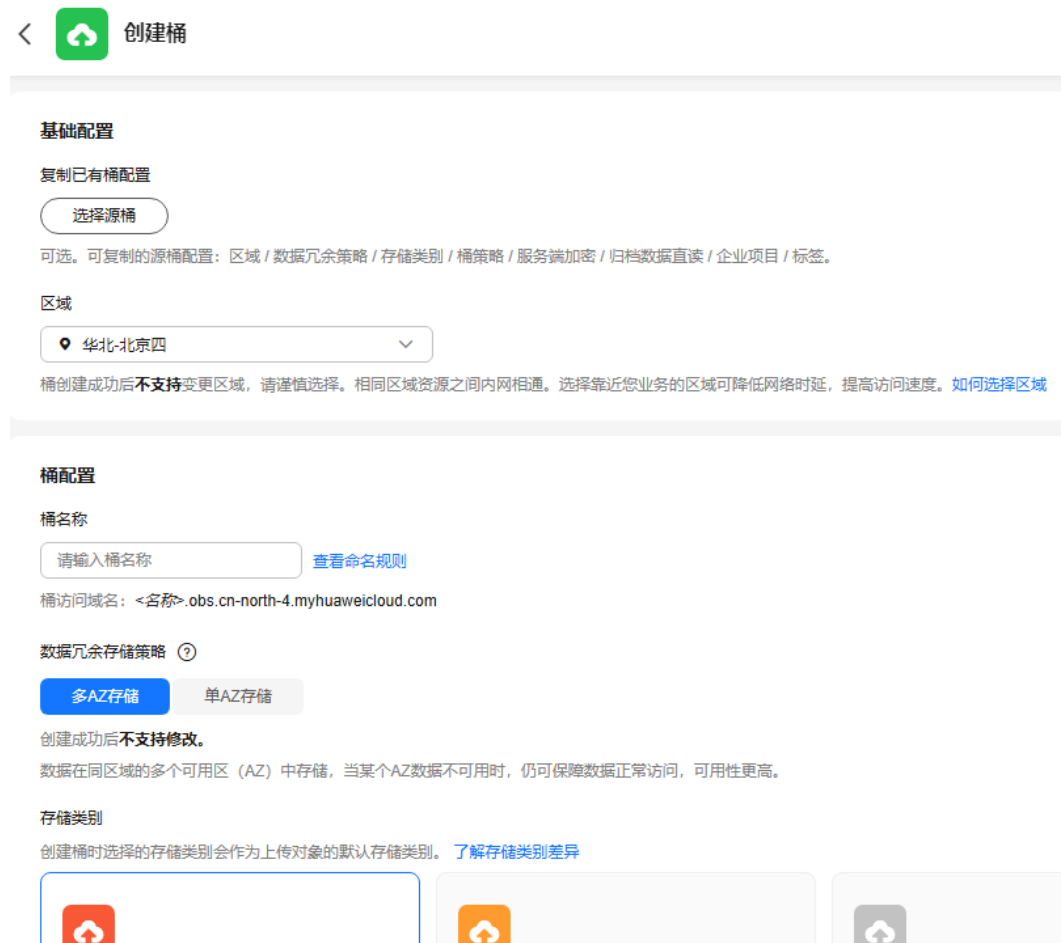 创建桶
基础配置
复制已有桶配置
选择源桶
可选。可复制的源桶配置：区域 / 数据冗余策略 / 存储类别 / 桶策略 / 服务端加密 / 归档数据直读 / 企业项目 / 标签。
区域
华北-北京四
桶创建成功后不支持变更区域，请谨慎选择。相同区域资源之间内网相通。选择靠近您业务的区域可降低网络时延，提高访问速度。如何选择区域
桶配置
桶名称
请输入桶名称 查看命名规则
桶访问域名：<名称>.obs.cn-north-4.myhuaweicloud.com
数据冗余存储策略 ?
多AZ存储 单AZ存储
创建成功后不支持修改。
数据在同区域的多个可用区（AZ）中存储，当某个AZ数据不可用时，仍可保障数据正常访问，可用性更高。
存储类别
创建桶时选择的存储类别会作为上传对象的默认存储类别。 了解存储类别差异